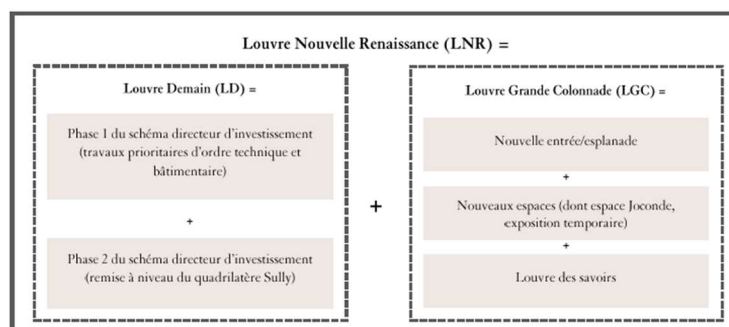 Louvre Nouvelle Renaissance (LNR) =
Louvre Demain (LD) =
Phase 1 du schéma directeur d'investissement
(travaux prioritaires d'ordre technique et
bâtimentaire)
+
Phase 2 du schéma directeur d'investissement
(remise à niveau du quadrilatère Sully)
+
Louvre Grande Colonnade (LGC) =
Nouvelle entrée/esplanade
+
Nouveaux espaces (dont espace Joconde,
exposition temporaire)
+
Louvre des savoirs